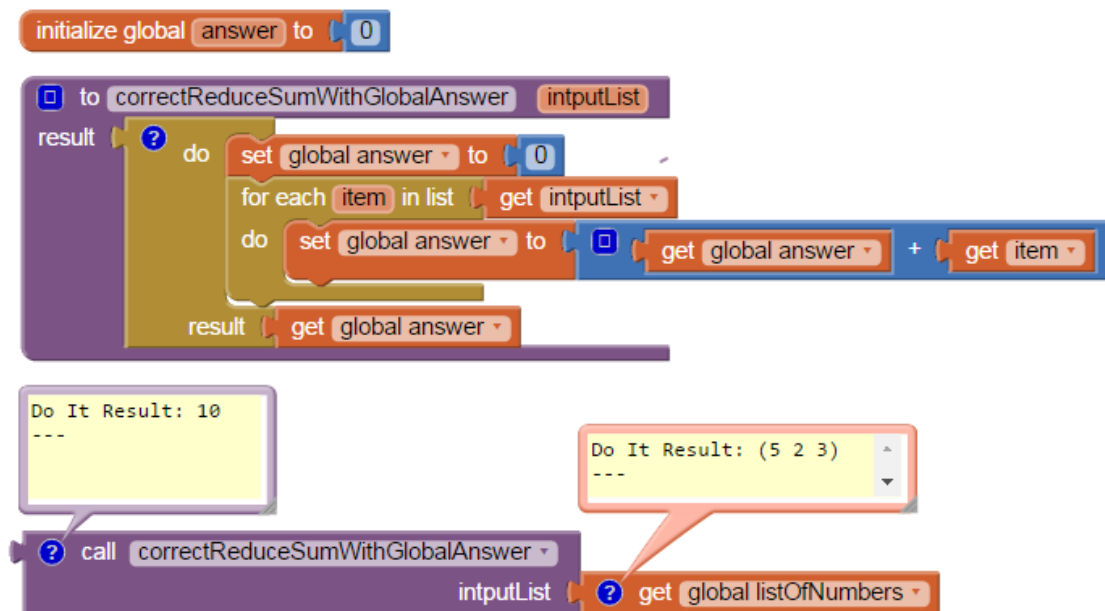 initialize global answer to 0
to correctReduceSumWithGlobalAnswer intputList
result
do set global answer to 0
for each item in list get intputList
do set global answer to get global answer + get item
result get global answer
Do It Result: 10
---
Do It Result: (5 2 3)
---
? call correctReduceSumWithGlobalAnswer
intputList ? get global listOfNumbers